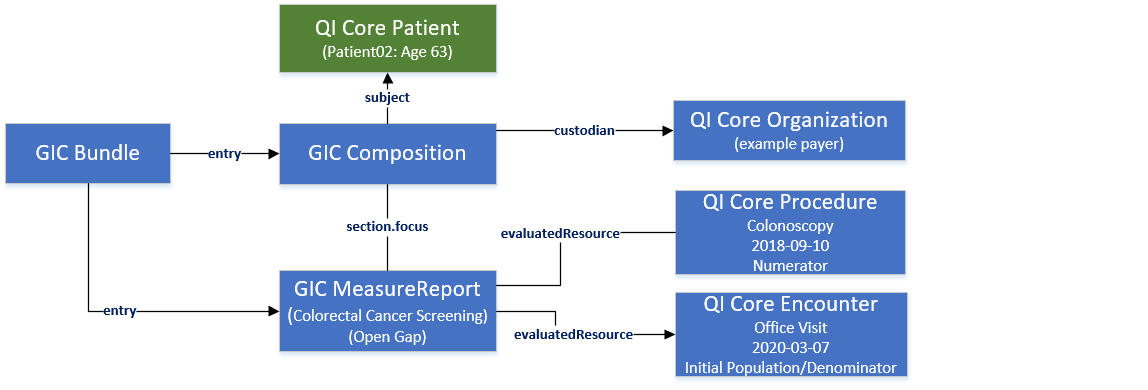 QI Core Patient
(Patient02: Age 63)
subject
GIC Bundle
entry
GIC Composition
custodian
QI Core Organization
(example payer)
section.focus
evaluatedResource
QI Core Procedure
Colonoscopy
2018-09-10
Numerator
entry
GIC MeasureReport
(Colorectal Cancer Screening)
(Open Gap)
evaluatedResource
QI Core Encounter
Office Visit
2020-03-07
Initial Population/Denominator